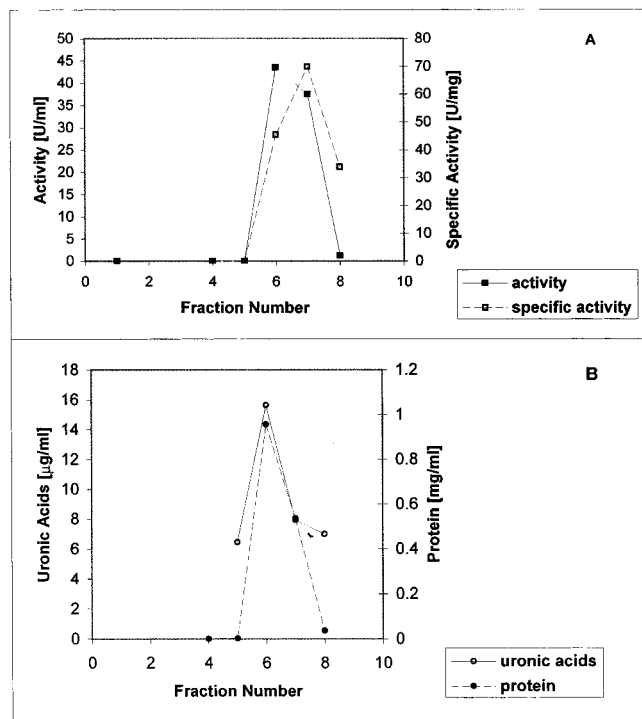 A
Activity [U/ml]
50
45
40
35
30
25
20
15
10
5
0
80
70
60
50
40
30
20
10
0
Specific Activity [U/mg]
0 2 4 6 8 10
Fraction Number
activity
specific activity
B
Uronic Acids [µg/ml]
18
16
14
12
10
8
6
4
2
0
1.2
1
0.8
0.6
0.4
0.2
0
Protein [mg/ml]
0 2 4 6 8 10
Fraction Number
uronic acids
protein